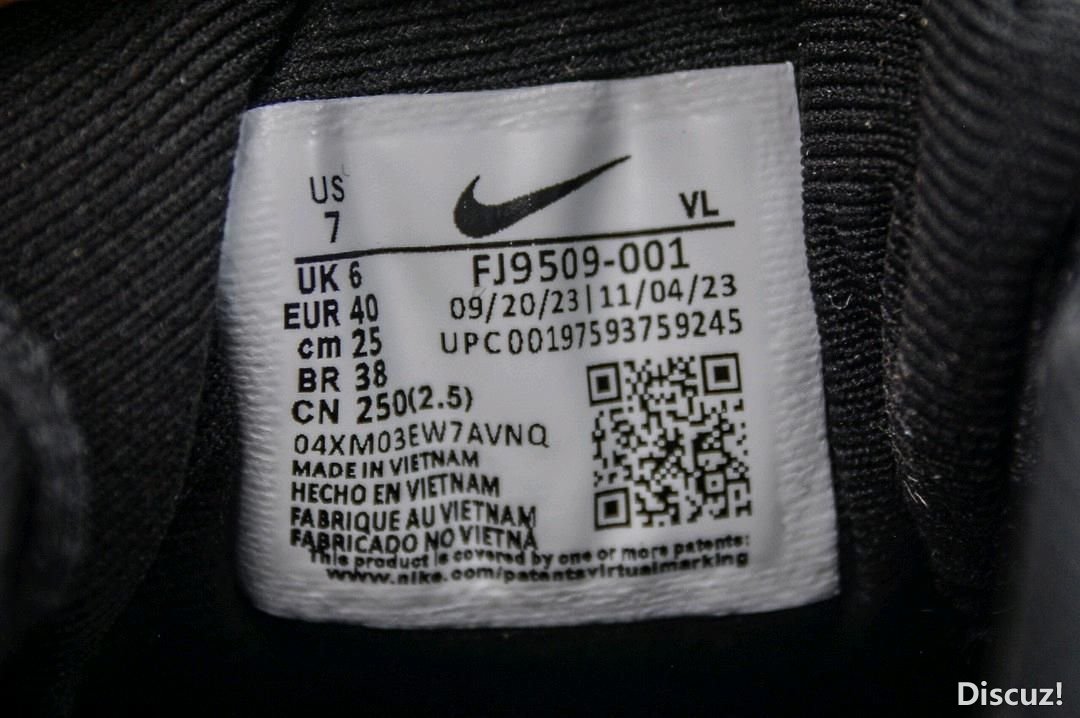 US
7
VL
UK 6
FJ9509-001
EUR 40
09/20/23|11/04/23
cm 25
UPC00197593759245
BR 38
CN 250(2.5)
04XM03EW7AVNQ
MADE IN VIETNAM
HECHO EN VIETNAM
FABRIQUE AU VIETNAM
FABRICADO NO VIETNÃ
This product is covered by one or more patents:
www.nike.com/patentsvirtualmarking
Discuz!